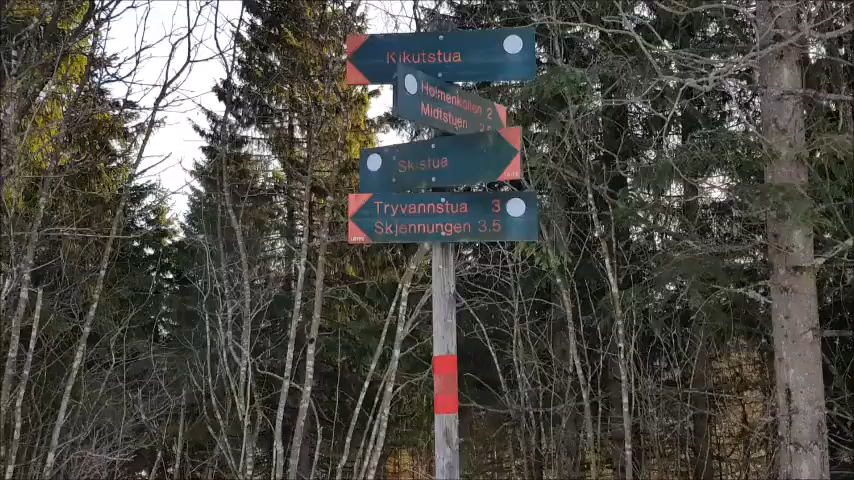 Kikutstua
Holmenkollen 2
Midtstuen
Skistua
Tryvannstua 3
Skjennungen 3.5